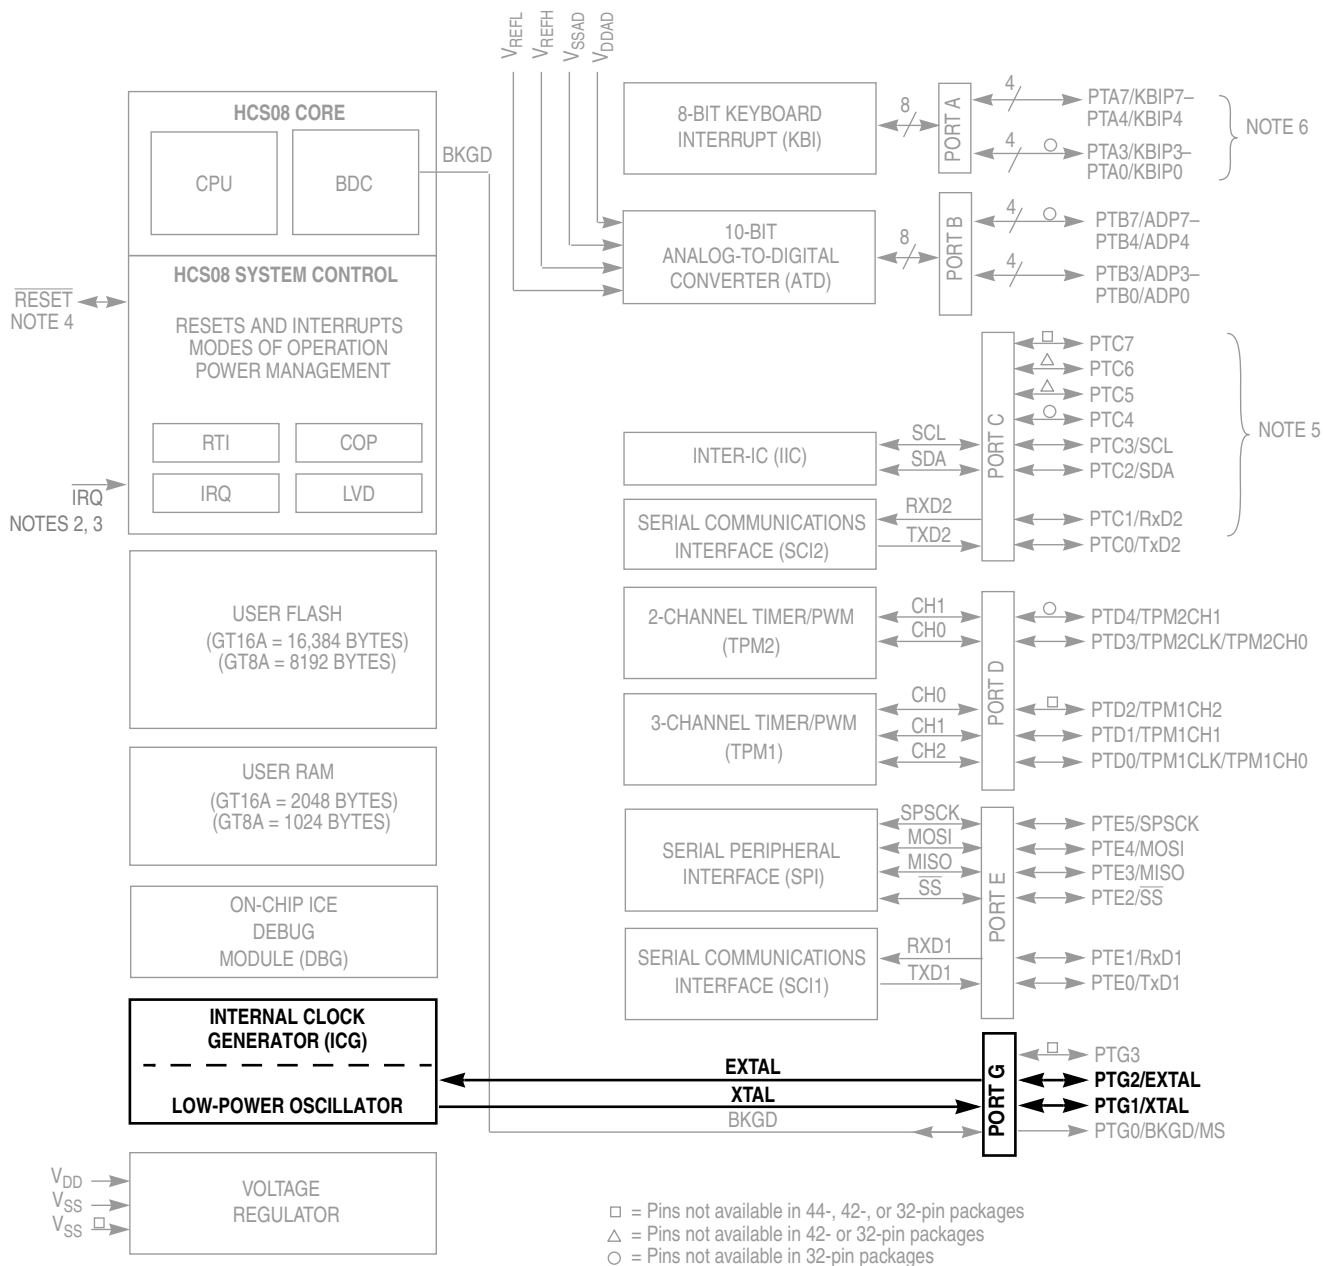 VREFL
VREFH
VSSAD
VDDAD
HCS08 CORE
CPU
BDC
BKGD
HCS08 SYSTEM CONTROL
RESET
NOTE 4
RESETS AND INTERRUPTS
MODES OF OPERATION
POWER MANAGEMENT
RTI
COP
IRQ
LVD
IRQ
NOTES 2, 3
USER FLASH
(GT16A = 16,384 BYTES)
(GT8A = 8192 BYTES)
USER RAM
(GT16A = 2048 BYTES)
(GT8A = 1024 BYTES)
ON-CHIP ICE
DEBUG
MODULE (DBG)
INTERNAL CLOCK
GENERATOR (ICG)
LOW-POWER OSCILLATOR
VDD
VSS
VSS
VOLTAGE
REGULATOR
8-BIT KEYBOARD
INTERRUPT (KBI)
8
PORT A
4
PTA7/KBIP7–
PTA4/KBIP4
4
PTA3/KBIP3–
PTA0/KBIP0
NOTE 6
10-BIT
ANALOG-TO-DIGITAL
CONVERTER (ATD)
8
PORT B
4
PTB7/ADP7–
PTB4/ADP4
4
PTB3/ADP3–
PTB0/ADP0
INTER-IC (IIC)
SCL
SDA
SERIAL COMMUNICATIONS
INTERFACE (SCI2)
RXD2
TXD2
PORT C
PTC7
PTC6
PTC5
PTC4
PTC3/SCL
PTC2/SDA
PTC1/RxD2
PTC0/TxD2
NOTE 5
2-CHANNEL TIMER/PWM
(TPM2)
CH1
CH0
3-CHANNEL TIMER/PWM
(TPM1)
CH0
CH1
CH2
PORT D
PTD4/TPM2CH1
PTD3/TPM2CLK/TPM2CH0
PTD2/TPM1CH2
PTD1/TPM1CH1
PTD0/TPM1CLK/TPM1CH0
SERIAL PERIPHERAL
INTERFACE (SPI)
SPSCK
MOSI
MISO
SS
SERIAL COMMUNICATIONS
INTERFACE (SCI1)
RXD1
TXD1
PORT E
PTE5/SPSCK
PTE4/MOSI
PTE3/MISO
PTE2/SS
PTE1/RxD1
PTE0/TxD1
EXTAL
XTAL
BKGD
PORT G
PTG3
PTG2/EXTAL
PTG1/XTAL
PTG0/BKGD/MS
□ = Pins not available in 44-, 42-, or 32-pin packages
△ = Pins not available in 42- or 32-pin packages
○ = Pins not available in 32-pin packages